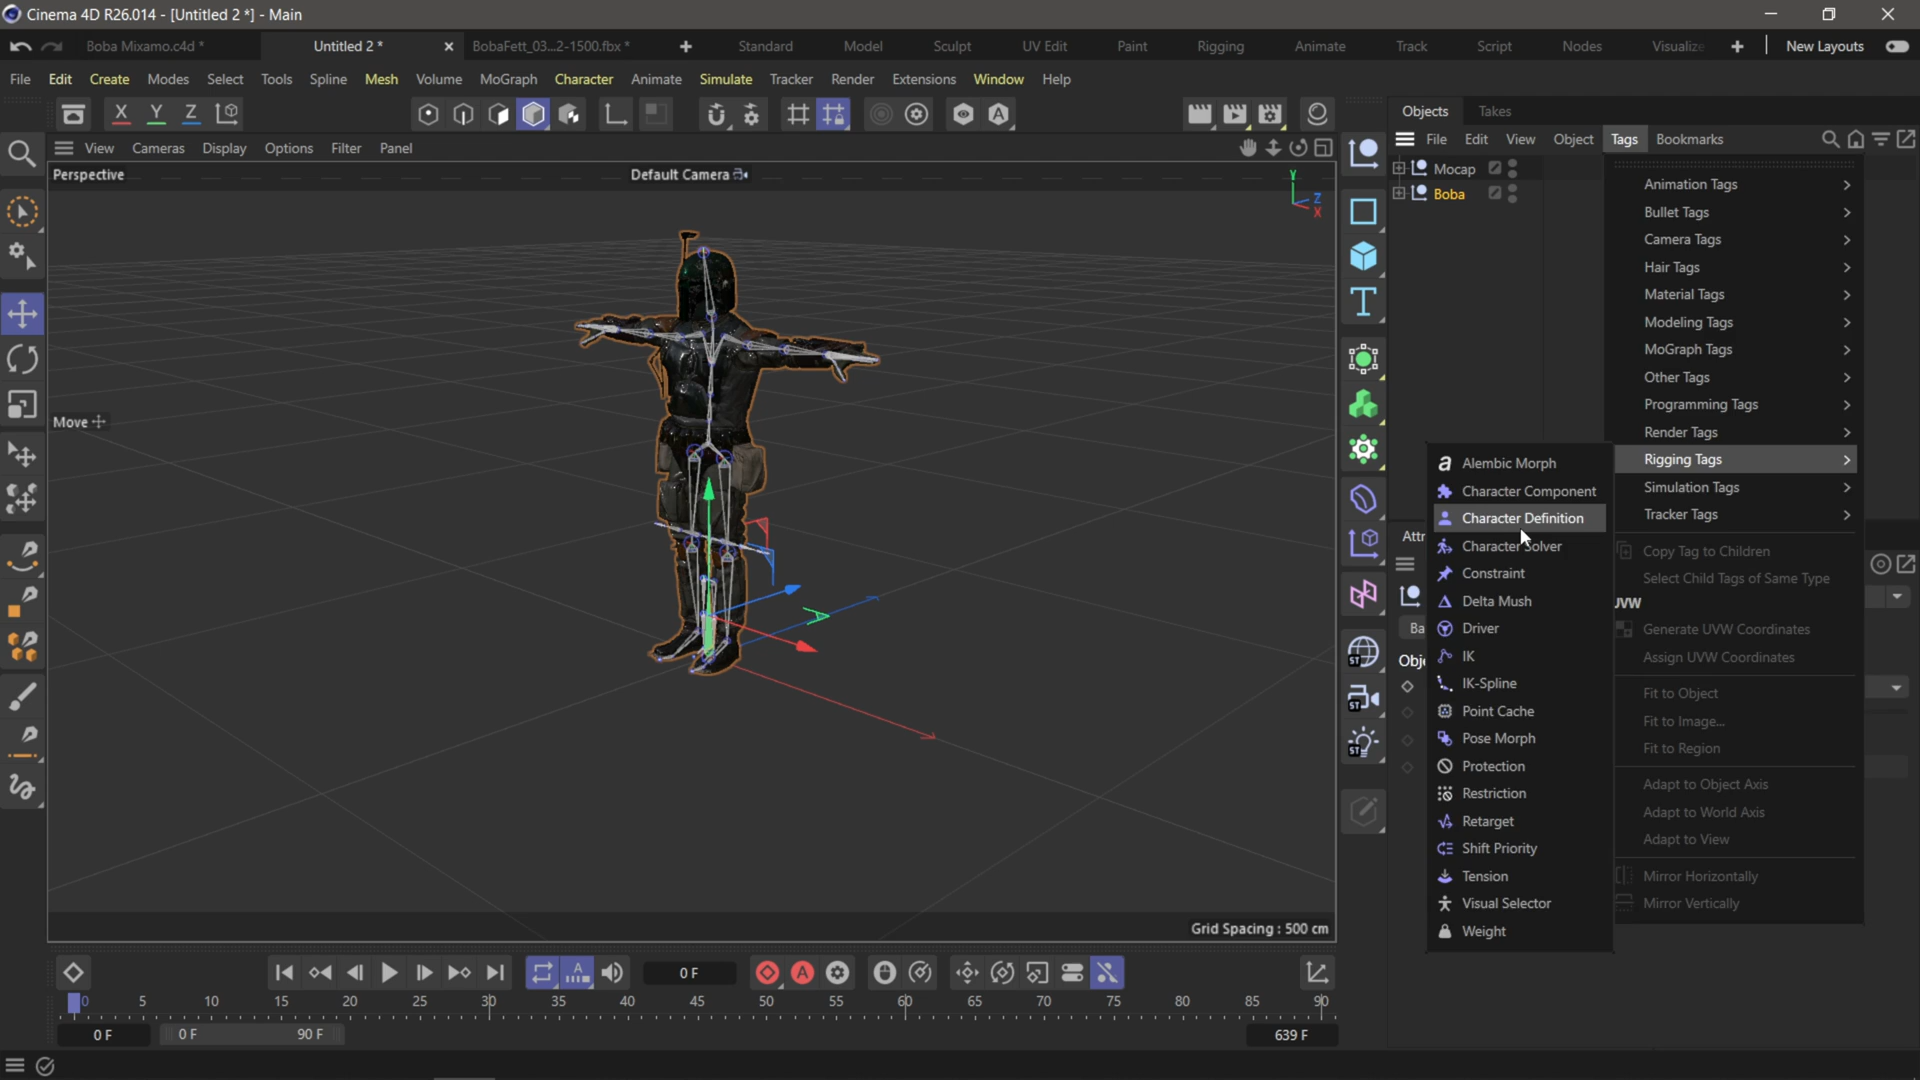 Cinema 4D R26.014 - [Untitled 2 *] - Main
Boba Mixamo.c4d *
Untitled 2 *
BobaFett_03...2-1500.fbx *
Standard
Model
Sculpt
UV Edit
Paint
Rigging
Animate
Track
Script
Nodes
Visualize
New Layouts
File Edit Create Modes Select Tools Spline Mesh Volume MoGraph Character Animate Simulate Tracker Render Extensions Window Help
X Y Z
Objects Takes
File Edit View Object Tags Bookmarks
View Cameras Display Options Filter Panel
Perspective
Default Camera
Y
Z
X
Move
Mocap
Boba
Animation Tags
Bullet Tags
Camera Tags
Hair Tags
Material Tags
Modeling Tags
MoGraph Tags
Other Tags
Programming Tags
Render Tags
Rigging Tags
Simulation Tags
Tracker Tags
Copy Tag to Children
Select Child Tags of Same Type
UVW
Generate UVW Coordinates
Assign UVW Coordinates
Fit to Object
Fit to Image...
Fit to Region
Adapt to Object Axis
Adapt to World Axis
Adapt to View
Mirror Horizontally
Mirror Vertically
Alembic Morph
Character Component
Character Definition
Character Solver
Constraint
Delta Mush
Driver
IK
IK-Spline
Point Cache
Pose Morph
Protection
Restriction
Retarget
Shift Priority
Tension
Visual Selector
Weight
Attr
Ba
Obje
ST
ST
ST
Grid Spacing : 500 cm
0 F
0 5 10 15 20 25 30 35 40 45 50 55 60 65 70 75 80 85 90
0 F
0 F
90 F
639 F